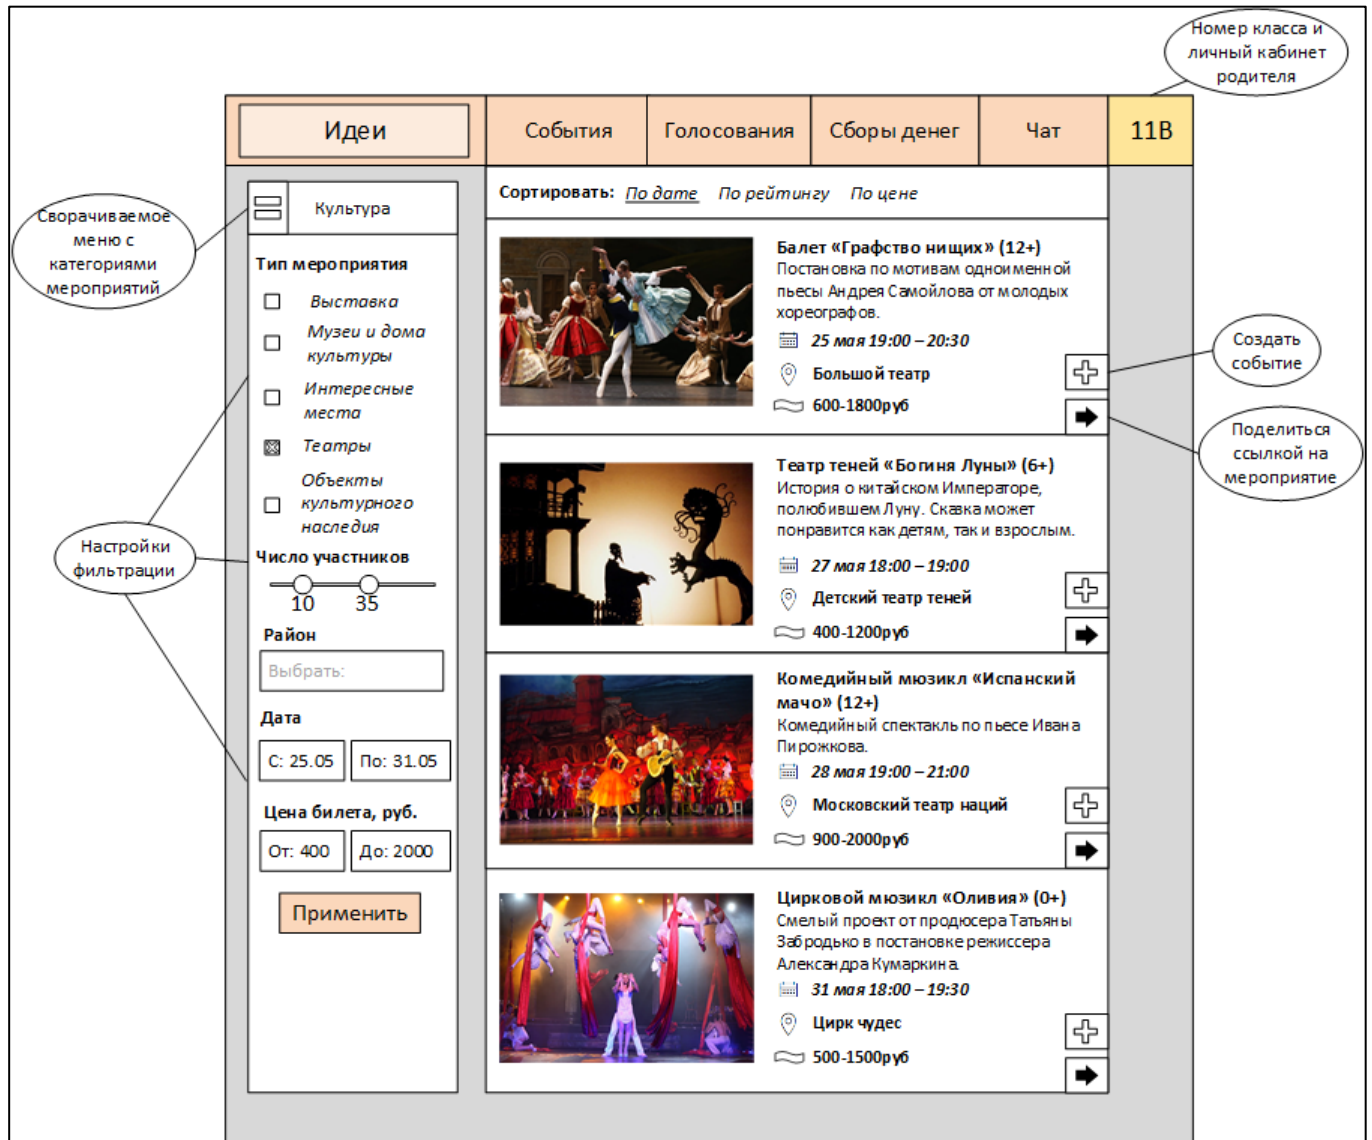 Номер класса и
личный кабинет
родителя
Идеи
События
Голосования
Сборы денег
Чат
11В
Сворачиваемое
меню с
категориями
мероприятий
Культура
Тип мероприятия
Выставка
Музеи и дома
культуры
Интересные
места
Театры
Объекты
культурного
наследия
Настройки
фильтрации
Число участников
10
35
Район
Выбрать:
Дата
С: 25.05
По: 31.05
Цена билета, руб.
От: 400
До: 2000
Применить
Сортировать: По дате По рейтингу По цене
Балет «Графство нищих» (12+)
Постановка по мотивам одноименной
пьесы Андрея Самойлова от молодых
хореографов.
25 мая 19:00 – 20:30
Большой театр
600-1800руб
Создать
событие
Поделиться
ссылкой на
мероприятие
Театр теней «Богиня Луны» (6+)
История о китайском Императоре,
полюбившем Луну. Сказка может
понравится как детям, так и взрослым.
27 мая 18:00 – 19:00
Детский театр теней
400-1200руб
Комедийный мюзикл «Испанский
мачо» (12+)
Комедийный спектакль по пьесе Ивана
Пирожкова.
28 мая 19:00 – 21:00
Московский театр наций
900-2000руб
Цирковой мюзикл «Оливия» (0+)
Смелый проект от продюсера Татьяны
Забродько в постановке режиссера
Александра Кумаркина.
31 мая 18:00 – 19:30
Цирк чудес
500-1500руб